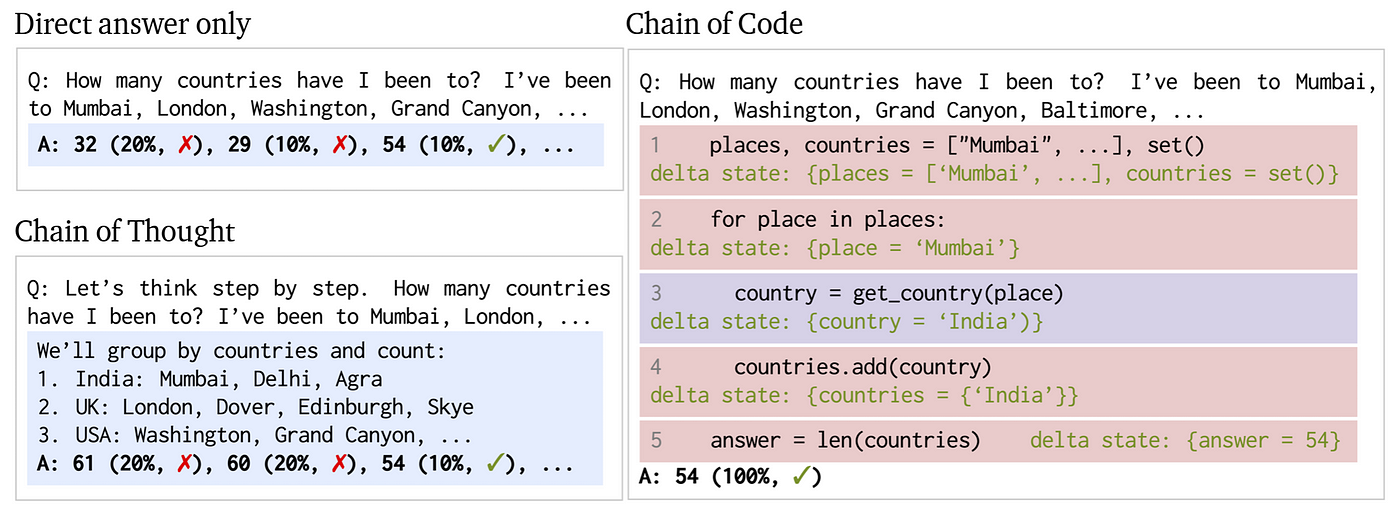 Direct answer only
Q: How many countries have I been to? I’ve been
to Mumbai, London, Washington, Grand Canyon, ...
A: 32 (20%, ✗), 29 (10%, ✗), 54 (10%, ✓), ...
Chain of Thought
Q: Let’s think step by step. How many countries
have I been to? I’ve been to Mumbai, London, ...
We’ll group by countries and count:
1. India: Mumbai, Delhi, Agra
2. UK: London, Dover, Edinburgh, Skye
3. USA: Washington, Grand Canyon, ...
A: 61 (20%, ✗), 60 (20%, ✗), 54 (10%, ✓), ...
Chain of Code
Q: How many countries have I been to? I’ve been to Mumbai,
London, Washington, Grand Canyon, Baltimore, ...
1 places, countries = ["Mumbai", ...], set()
delta state: {places = [‘Mumbai’, ...], countries = set()}
2 for place in places:
delta state: {place = ‘Mumbai’}
3 country = get_country(place)
delta state: {country = ‘India’)}
4 countries.add(country)
delta state: {countries = {‘India’}}
5 answer = len(countries) delta state: {answer = 54}
A: 54 (100%, ✓)